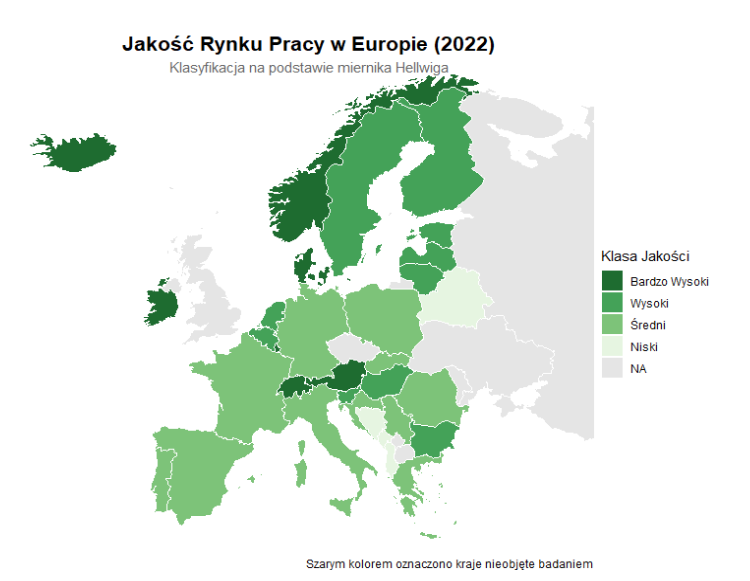 Jakość Rynku Pracy w Europie (2022)
Klasyfikacja na podstawie miernika Hellwiga
Klasa Jakości
Bardzo Wysoki
Wysoki
Średni
Niski
NA
Szarym kolorem oznaczono kraje nieobjęte badaniem